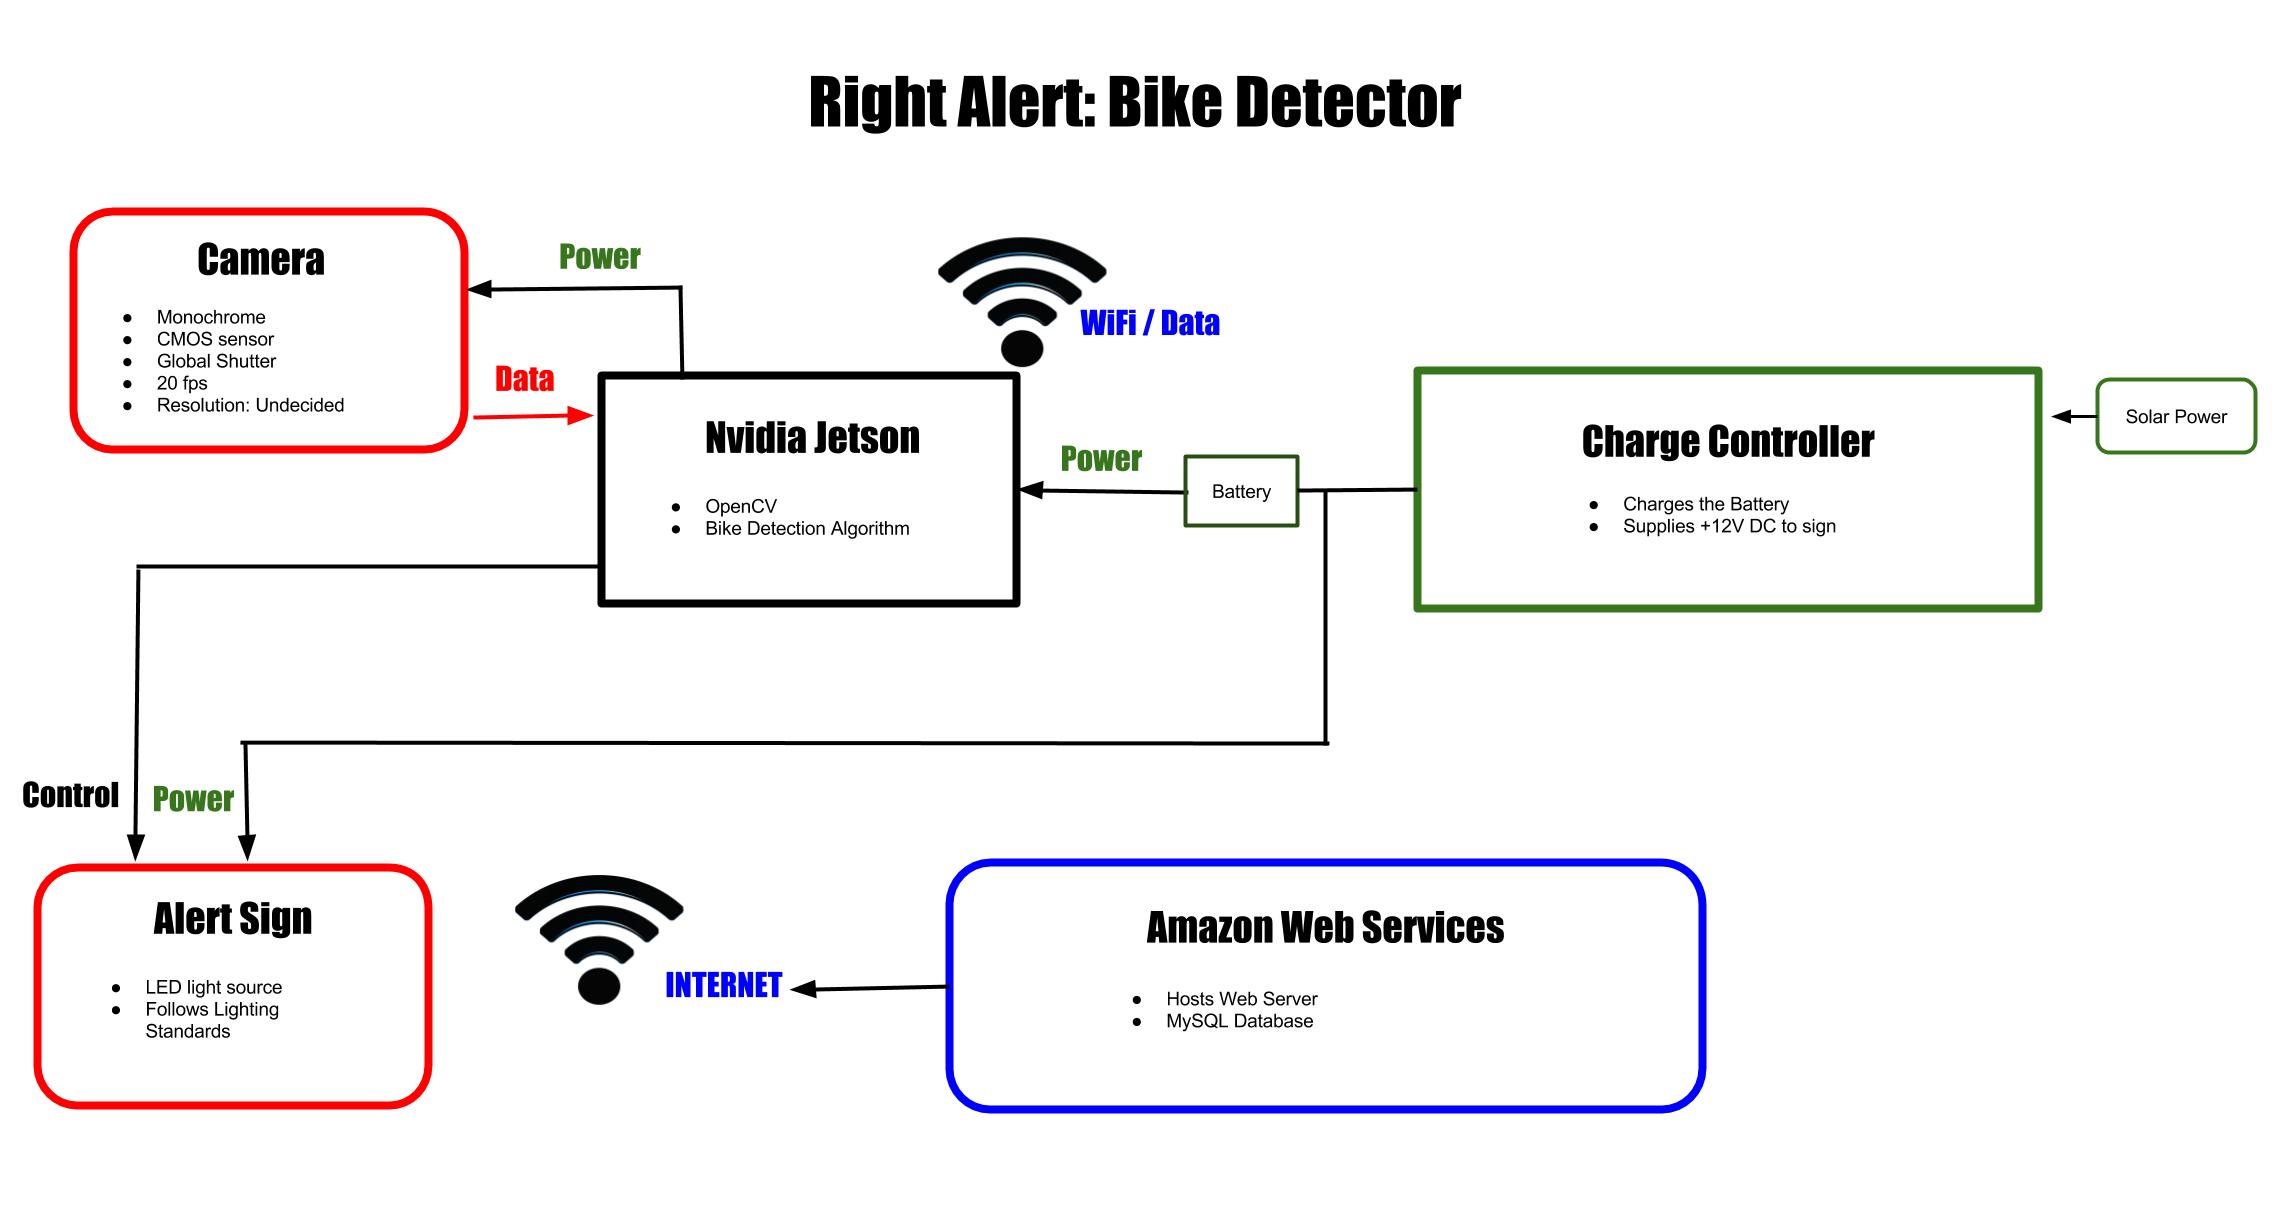 Right Alert: Bike Detector
Camera
● Monochrome
● CMOS sensor
● Global Shutter
● 20 fps
● Resolution: Undecided
Power
Data
WiFi / Data
Nvidia Jetson
● OpenCV
● Bike Detection Algorithm
Power
Battery
Charge Controller
● Charges the Battery
● Supplies +12V DC to sign
Solar Power
Control
Power
Alert Sign
● LED light source
● Follows Lighting
Standards
INTERNET
Amazon Web Services
● Hosts Web Server
● MySQL Database